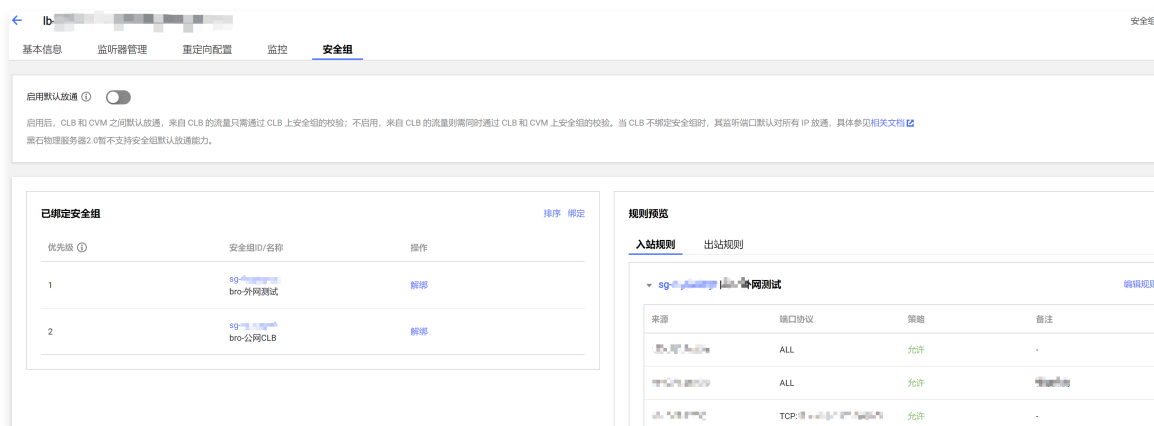 lb-
安全组
基本信息 监听器管理 重定向配置 监控 安全组
启用默认放通
启用后，CLB 和 CVM 之间默认放通，来自 CLB 的流量只需通过 CLB 上安全组的校验；不启用，来自 CLB 的流量则需同时通过 CLB 和 CVM 上安全组的校验。当 CLB 不绑定安全组时，其监听端口默认对所有 IP 放通，具体参见相关文档
黑石物理服务器2.0暂不支持安全组默认放通能力。
已绑定安全组 排序 绑定
优先级 安全组ID/名称 操作
1 sg- 解绑
bro-外网测试
2 sg- 解绑
bro-公网CLB
规则预览
入站规则 出站规则
sg- 外网测试 编辑规则
来源 端口协议 策略 备注
ALL 允许 -
ALL 允许
TCP: 允许 -